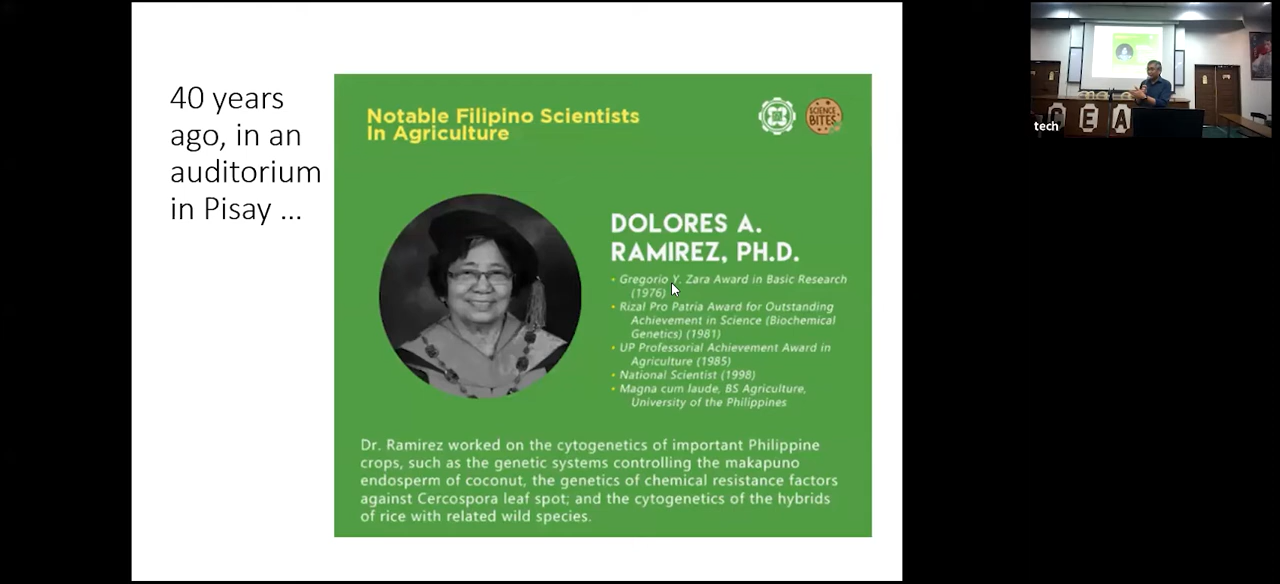 40 years
ago, in an
auditorium
in Pisay ...
Notable Filipino Scientists
In Agriculture
SCIENCE
BITES
DOLORES A.
RAMIREZ, PH.D.
• Gregorio Y. Zara Award in Basic Research
(1976)
• Rizal Pro Patria Award for Outstanding
Achievement in Science (Biochemical
Genetics) (1981)
• UP Professorial Achievement Award in
Agriculture (1985)
• National Scientist (1998)
• Magna cum laude, BS Agriculture,
University of the Philippines
Dr. Ramirez worked on the cytogenetics of important Philippine
crops, such as the genetic systems controlling the makapuno
endosperm of coconut, the genetics of chemical resistance factors
against Cercospora leaf spot; and the cytogenetics of the hybrids
of rice with related wild species.
CEA
tech